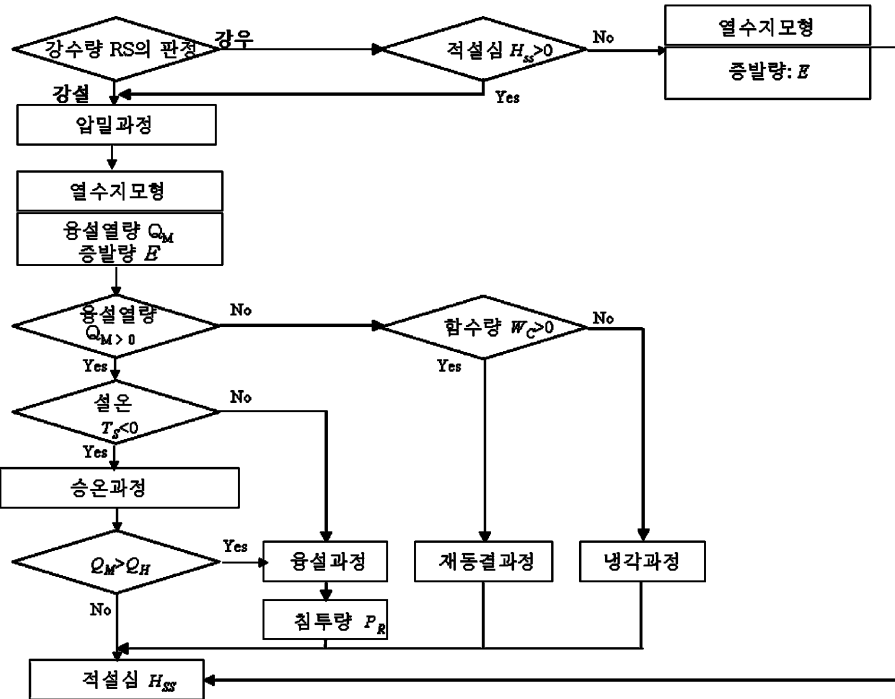 강수량 RS의 판정
강우
적설심 H_SS>0
No
열수지모형
증발량: E
강설
Yes
압밀과정
열수지모형
융설열량 Q_M
증발량 E
융설열량
Q_M > 0
No
함수량 W_C>0
No
Yes
Yes
설온
T_S<0
No
Yes
승온과정
Q_M>Q_H
Yes
융설과정
재동결과정
냉각과정
No
침투량 P_R
적설심 H_SS